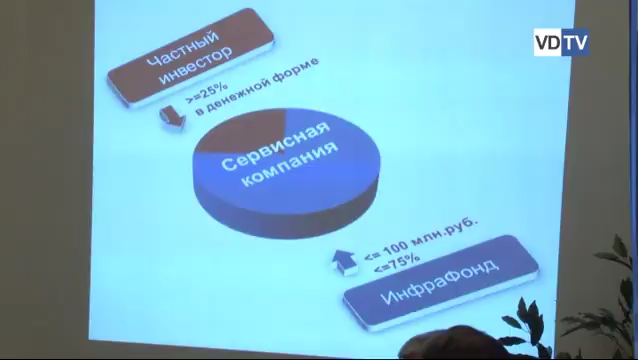 VDTV
Частный
инвестор
>=25%
в денежной форме
Сервисная
компания
<= 100 млн.руб.
<=75%
ИнфраФонд